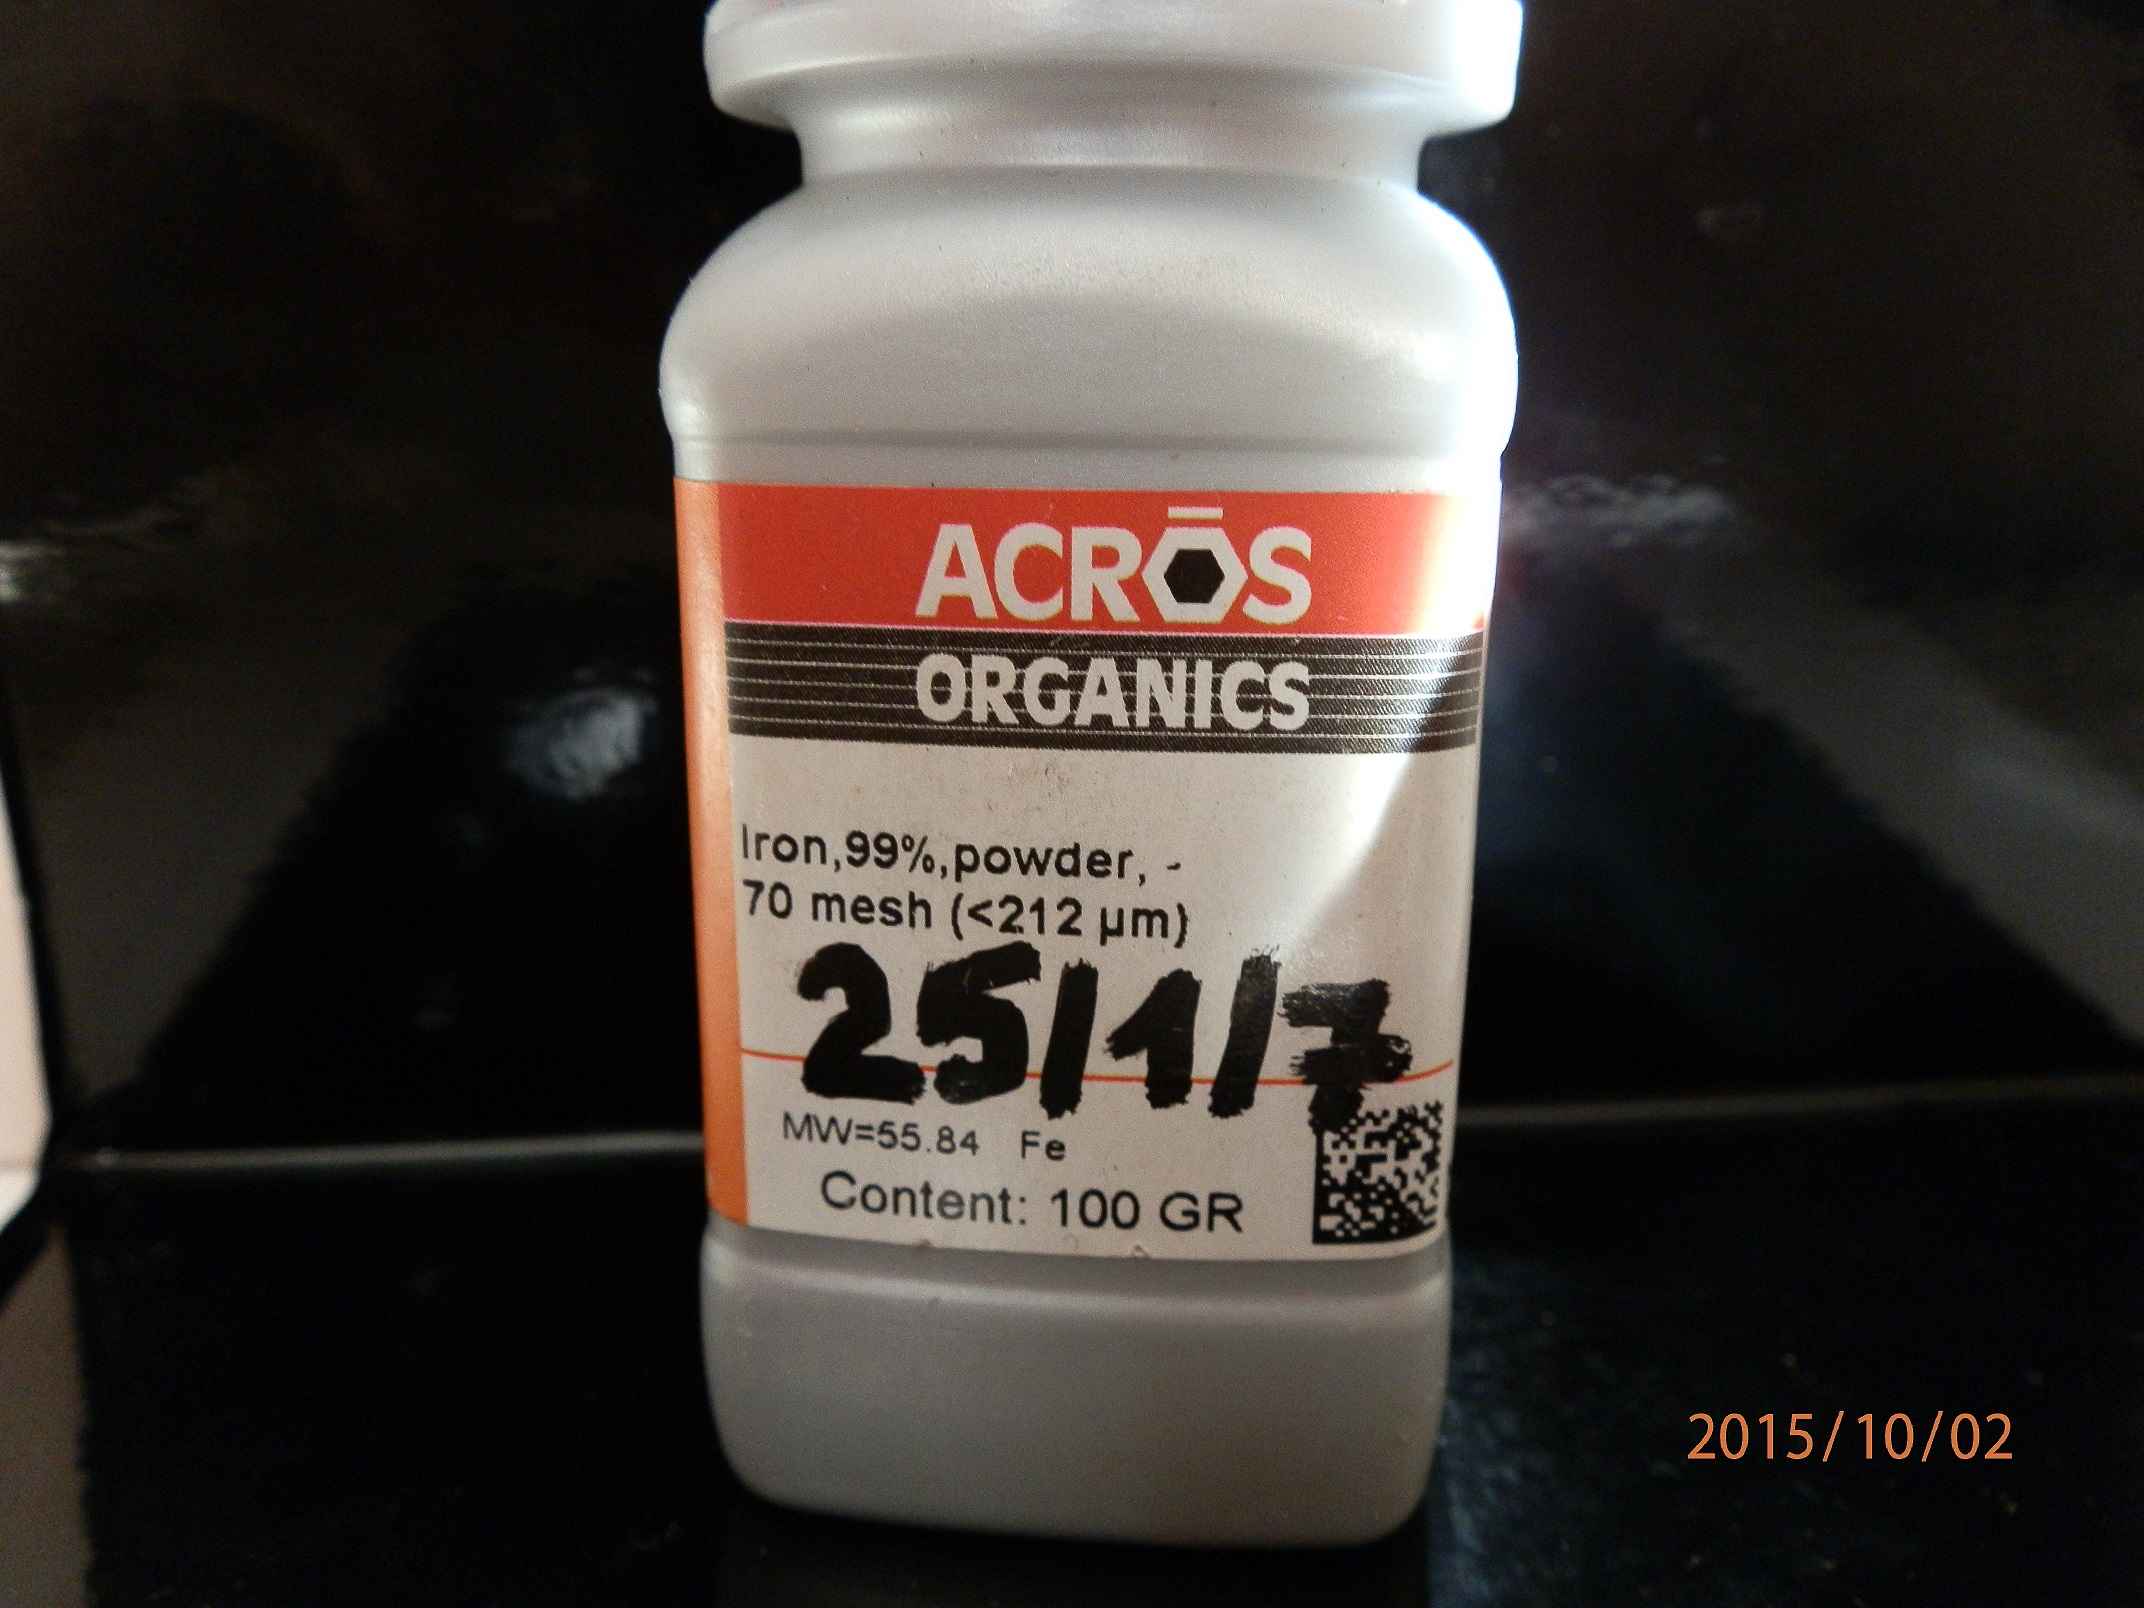 ACRŌS
ORGANICS
Iron,99%,powder, -
70 mesh (<212 µm)
25/1/7
MW=55.84 Fe
Content: 100 GR
2015/10/02